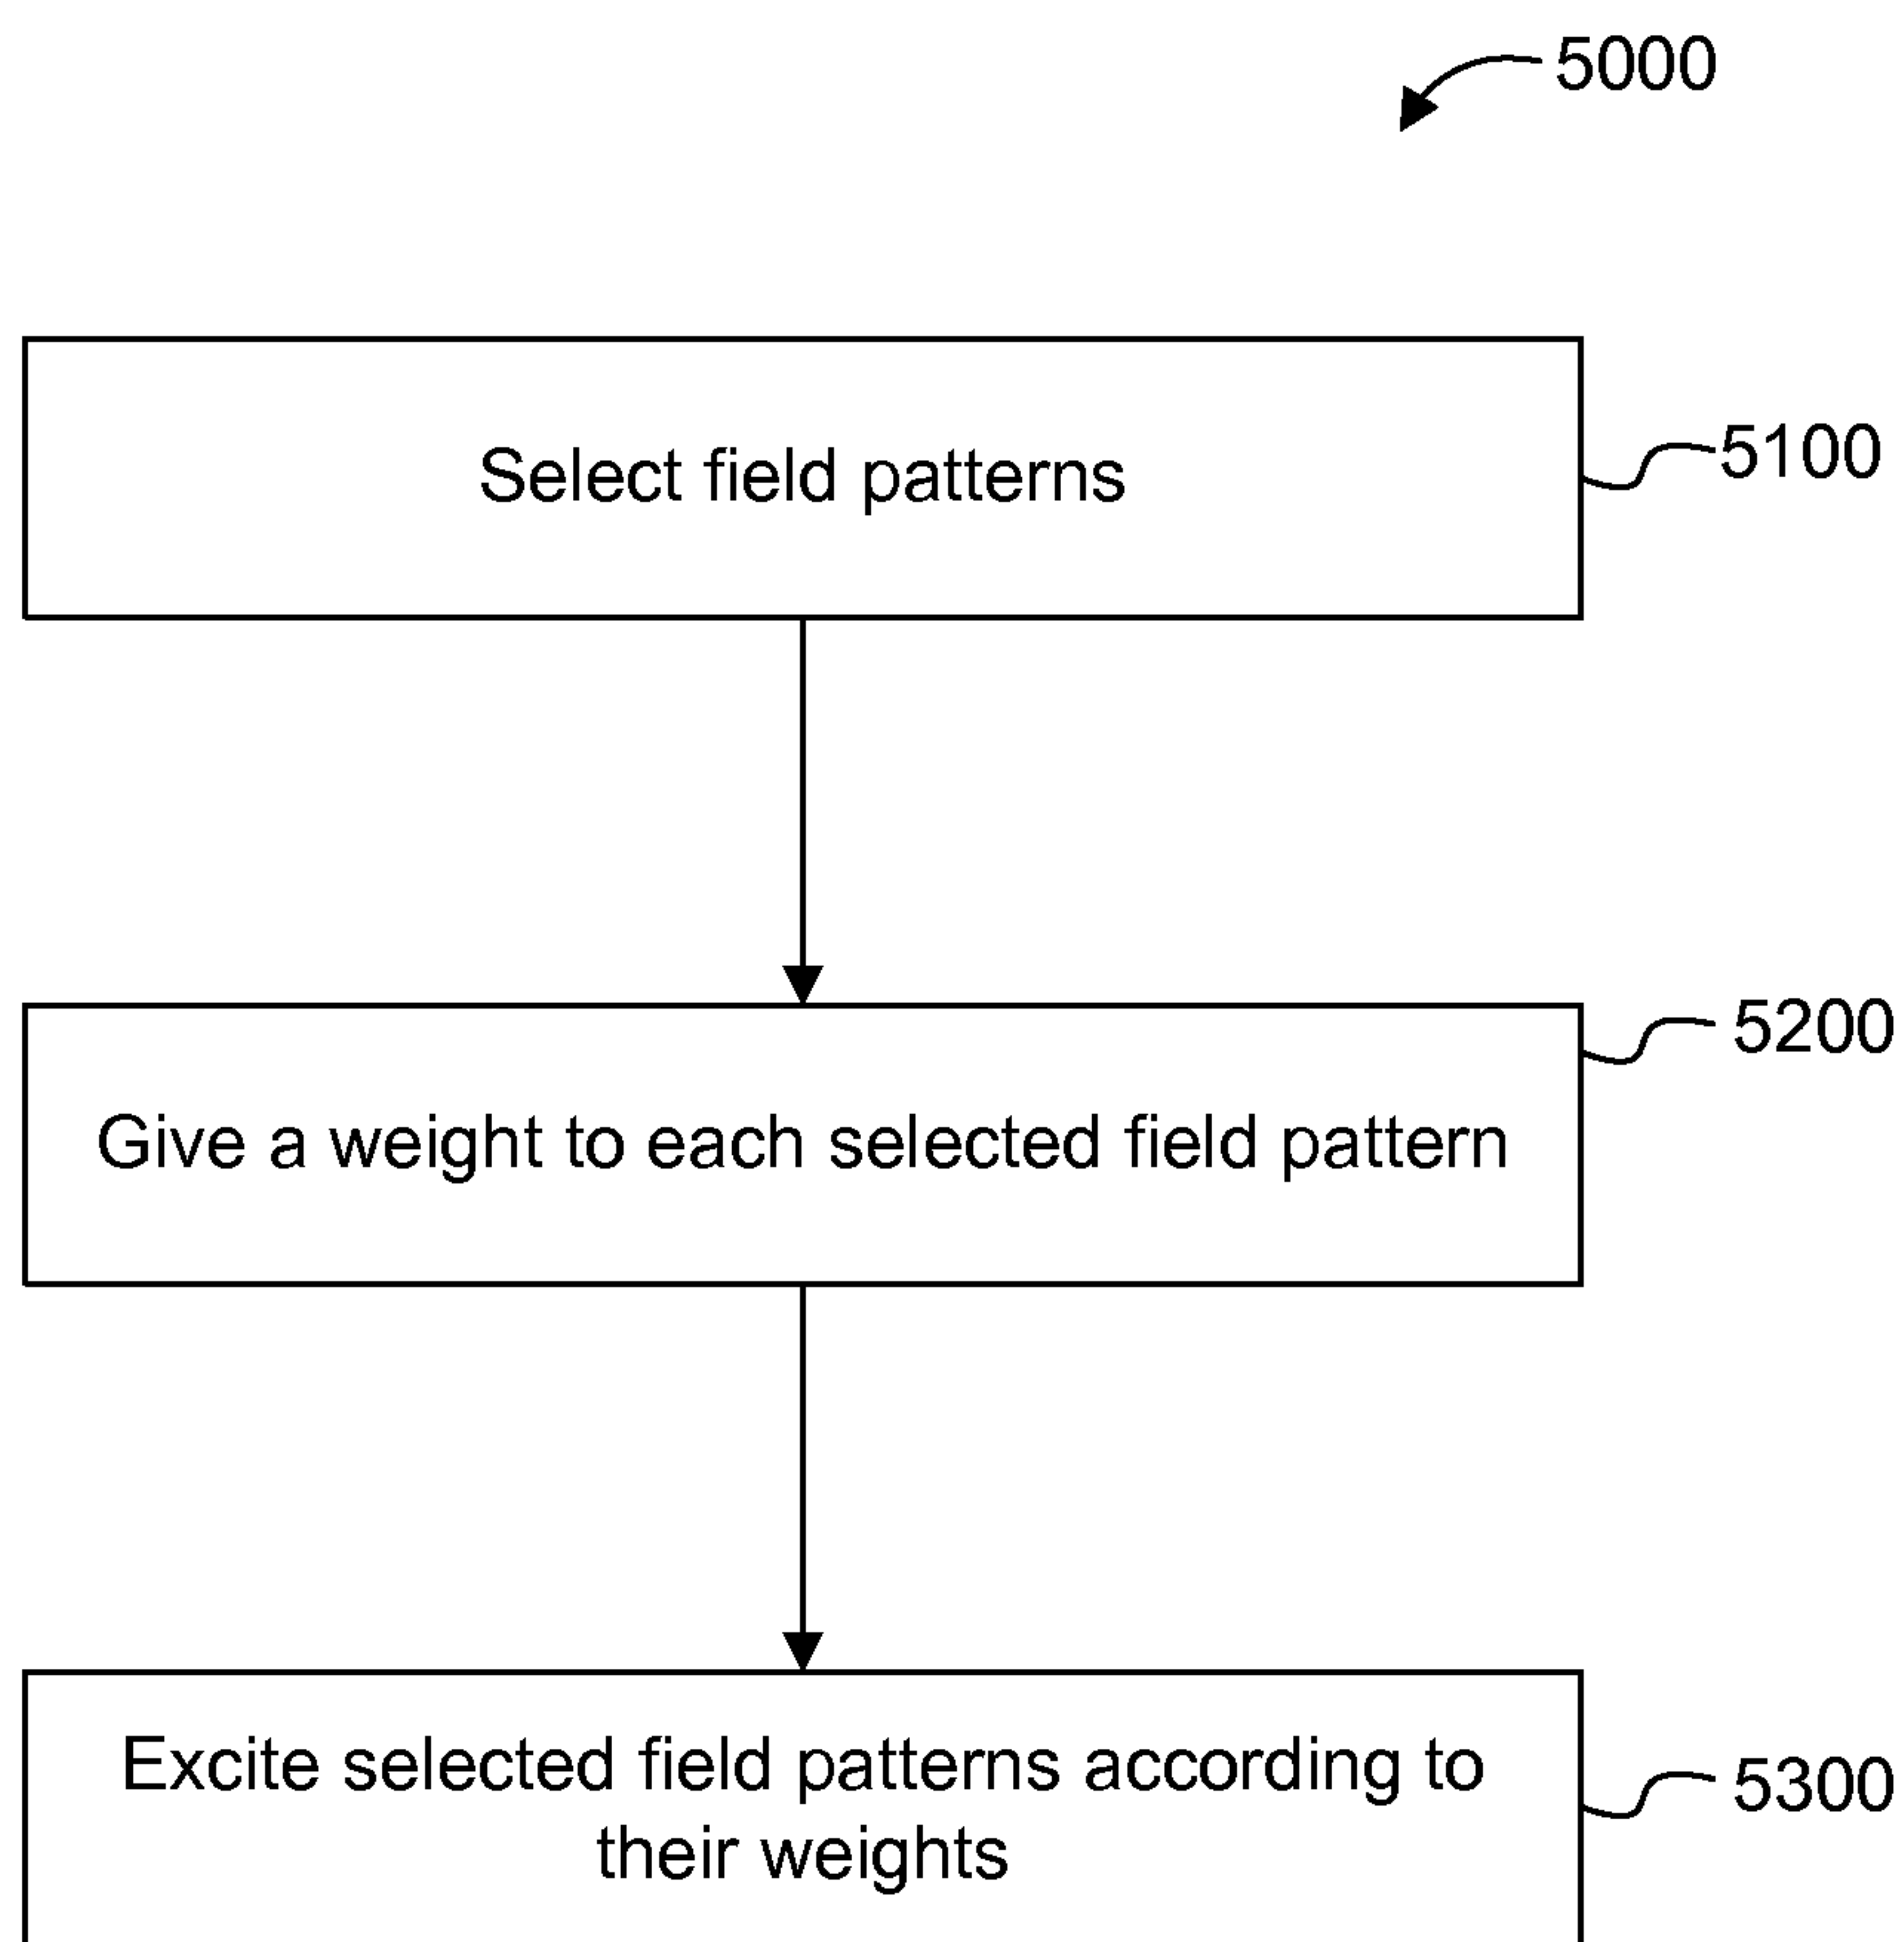 5000
Select field patterns
5100
5200
Give a weight to each selected field pattern
Excite selected field patterns according to
their weights
5300